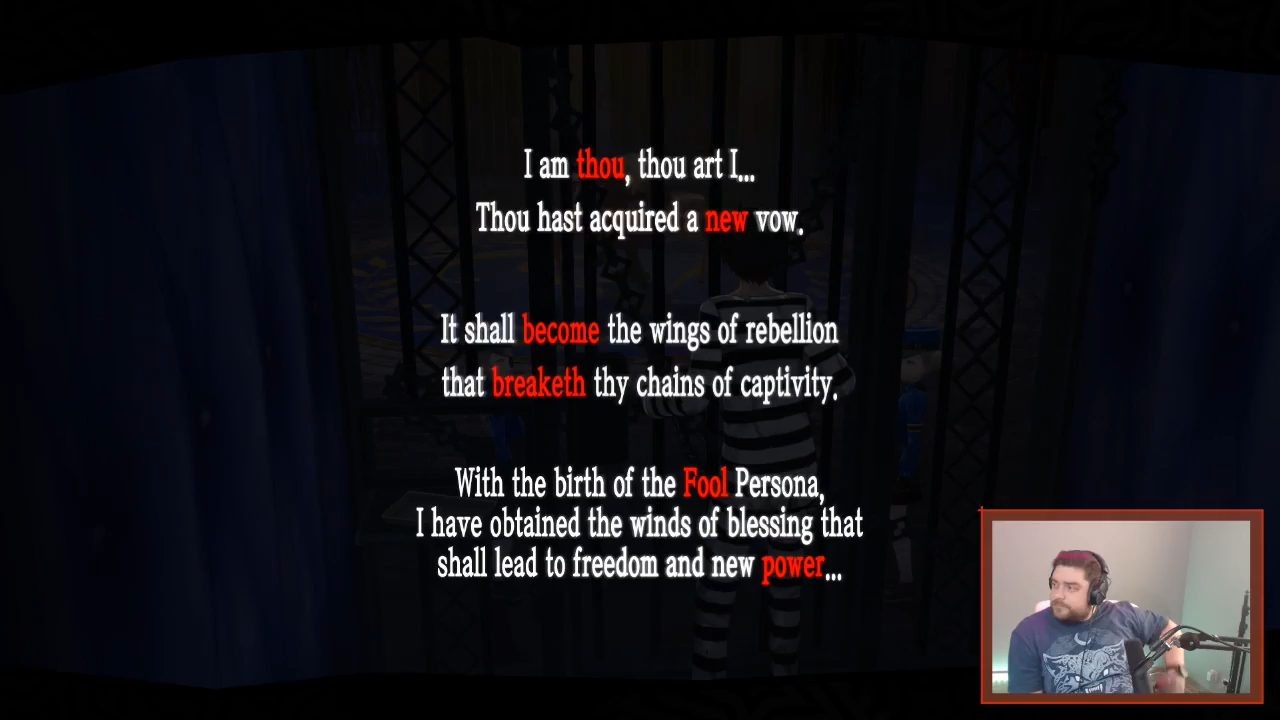 I am thou, thou art I...
Thou hast acquired a new vow.
It shall become the wings of rebellion
that breaketh thy chains of captivity.
With the birth of the Fool Persona,
I have obtained the winds of blessing that
shall lead to freedom and new power...